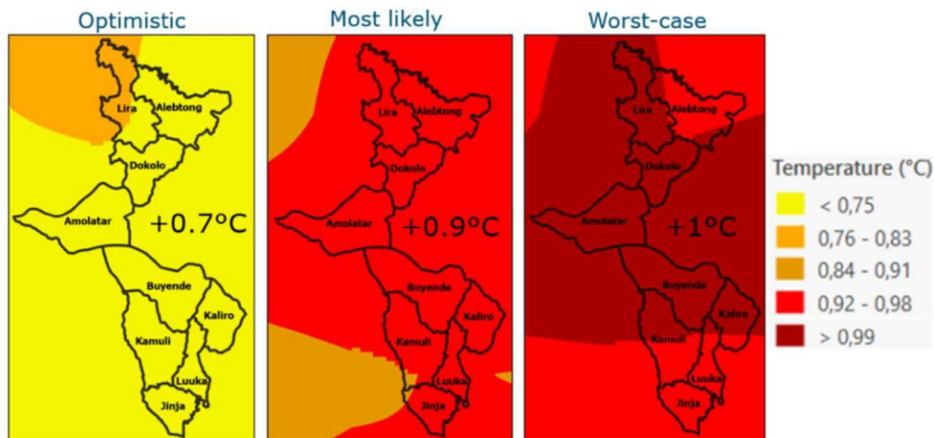 Optimistic
Most likely
Worst-case
Lira
Alebtong
Dokolo
Amolatar
+0.7°C
Buyende
Kaliro
Kamuli
Luuka
Jinja
Lira
Alebtong
Dokolo
Amolatar
+0.9°C
Buyende
Kaliro
Kamuli
Luuka
Jinja
Lira
Alebtong
Dokolo
Amolatar
+1°C
Buyende
Kaliro
Kamuli
Luuka
Jinja
Temperature (°C)
< 0,75
0,76 - 0,83
0,84 - 0,91
0,92 - 0,98
> 0,99